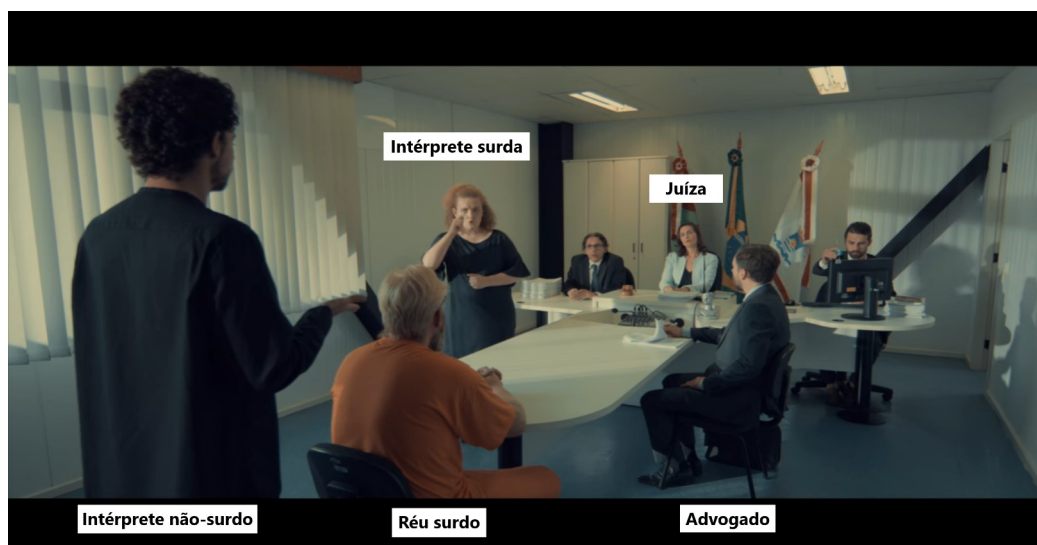 Intérprete surda
Juíza
Intérprete não-surdo
Réu surdo
Advogado